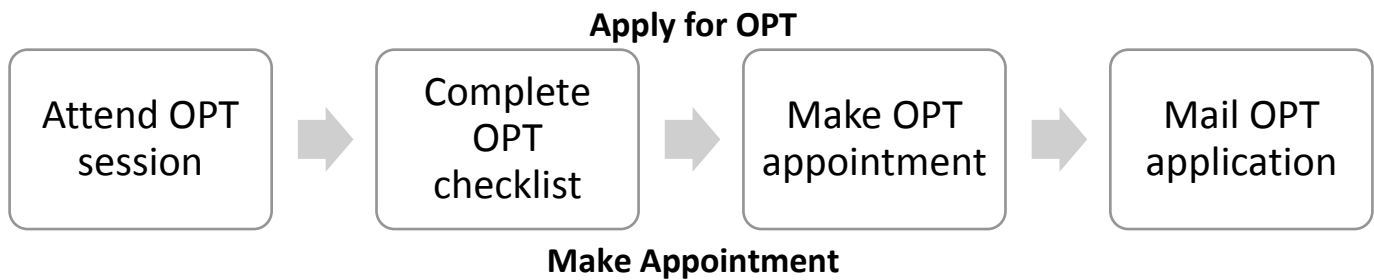 Apply for OPT
Attend OPT
session
Complete
OPT
checklist
Make OPT
appointment
Mail OPT
application
Make Appointment